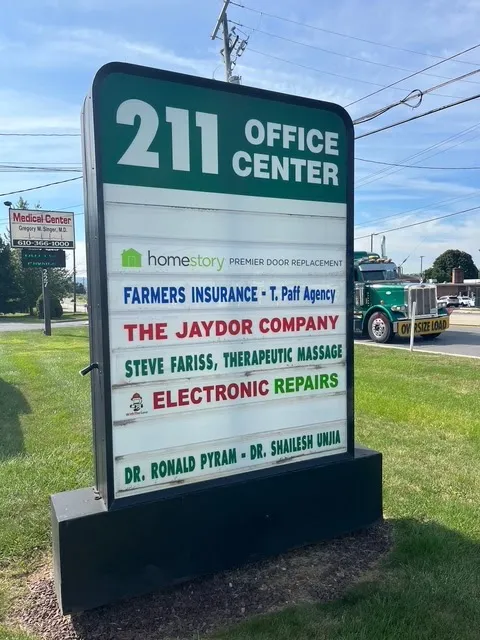 211 OFFICE CENTER
homestory PREMIER DOOR REPLACEMENT
FARMERS INSURANCE - T. Paff Agency
THE JAYDOR COMPANY
STEVE FARISS, THERAPEUTIC MASSAGE
ELECTRONIC REPAIRS
DR. RONALD PYRAM - DR. SHAILESH UNJIA
Medical Center
Gregory M. Singer, M.D.
610-366-1000
OVERSIZE LOAD